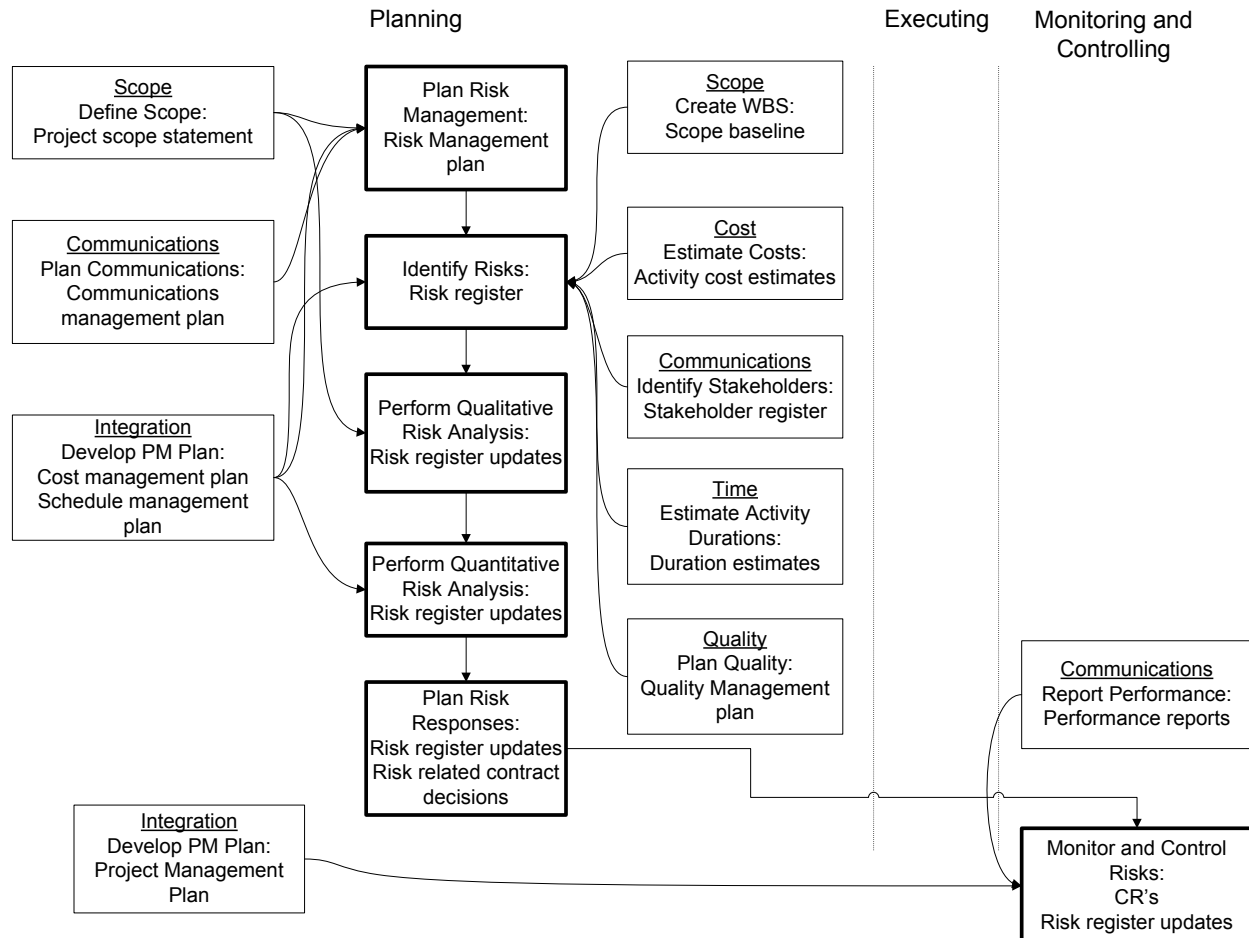 Planning
Executing
Monitoring and
Controlling
Scope
Define Scope:
Project scope statement
Communications
Plan Communications:
Communications
management plan
Integration
Develop PM Plan:
Cost management plan
Schedule management
plan
Integration
Develop PM Plan:
Project Management
Plan
Plan Risk
Management:
Risk Management
plan
Identify Risks:
Risk register
Perform Qualitative
Risk Analysis:
Risk register updates
Perform Quantitative
Risk Analysis:
Risk register updates
Plan Risk
Responses:
Risk register updates
Risk related contract
decisions
Scope
Create WBS:
Scope baseline
Cost
Estimate Costs:
Activity cost estimates
Communications
Identify Stakeholders:
Stakeholder register
Time
Estimate Activity
Durations:
Duration estimates
Quality
Plan Quality:
Quality Management
plan
Communications
Report Performance:
Performance reports
Monitor and Control
Risks:
CR's
Risk register updates